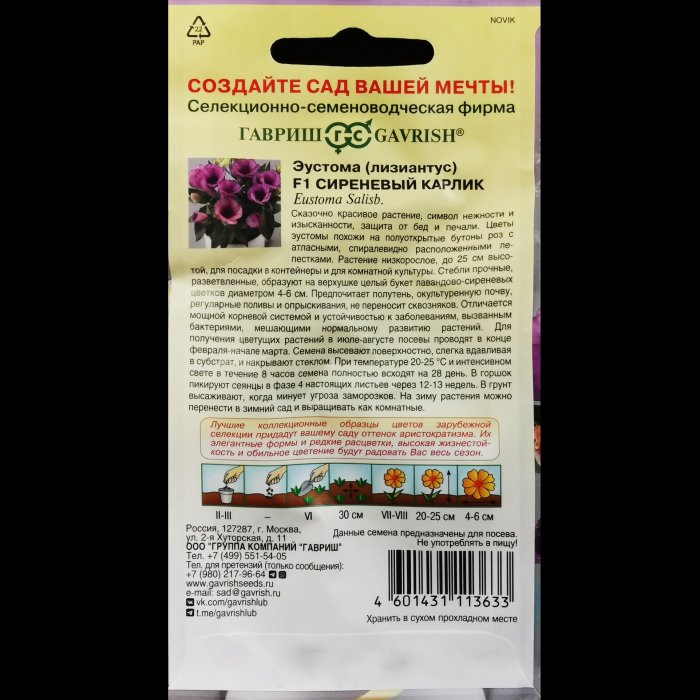 NOVIK
22
PAP
СОЗДАЙТЕ САД ВАШЕЙ МЕЧТЫ!
Селекционно-семеноводческая фирма
ГАВРИШ ГС GAVRISH®
Эустома (лизиантус)
F1 СИРЕНЕВЫЙ КАРЛИК
Eustoma Salisb.
Сказочно красивое растение, символ нежности и
изысканности, защита от бед и печали. Цветы
эустомы похожи на полуоткрытые бутоны роз с
атласными, спиралевидно расположенными ле-
пестками. Растение низкорослое, до 25 см высо-
той, для посадки в контейнеры и для комнатной культуры. Стебли прочные,
разветвленные, образуют на верхушке целый букет лавандово-сиреневых
цветков диаметром 4-6 см. Предпочитает полутень, окультуренную почву,
регулярные поливы и опрыскивания, не переносит сквозняков. Отличается
мощной корневой системой и устойчивостью к заболеваниям, вызванным
бактериями, мешающими нормальному развитию растений. Для
получения цветущих растений в июле-августе посевы проводят в конце
февраля-начале марта. Семена высевают поверхностно, слегка вдавливая
в субстрат, и накрывают стеклом. При температуре 20-25 °С и интенсивном
свете в течение 8 часов семена полностью всходят на 28 день. В горшок
пикируют сеянцы в фазе 4 настоящих листьев через 12-13 недель. В грунт
высаживают, когда минует угроза заморозков. На зиму растения можно
перенести в зимний сад и выращивать как комнатные.
Лучшие коллекционные образцы цветов зарубежной
селекции придадут вашему саду оттенок аристократизма. Их
элегантные формы и редкие расцветки, высокая жизнестой-
кость и обильное цветение будут радовать Вас весь сезон.
II-III – VI 30 см VII-VIII 20-25 см 4-6 см
Россия, 127287, г. Москва,
ул. 2-я Хуторская, д. 11
ООО "ГРУППА КОМПАНИЙ "ГАВРИШ"
Тел. +7 (499) 551-54-05
Тел. для претензий (только сообщения):
+7 (980) 217-96-64
www.gavrishseeds.ru
e-mail: sad@gavrish.ru
vk.com/gavrishlub
t.me/gavrishlub
Данные семена предназначены для посева.
Не употреблять в пищу!
4 601431 113633
Хранить в сухом прохладном месте